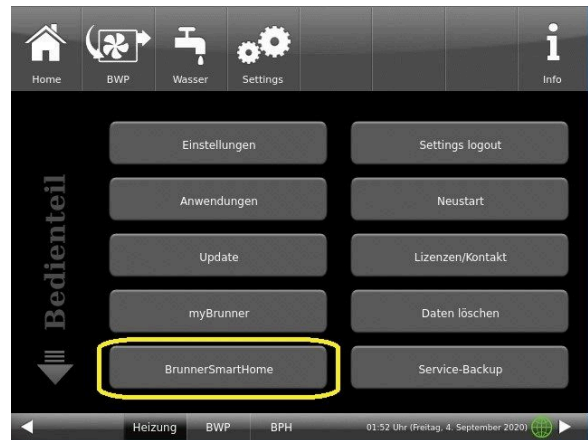 Home
BWP
Wasser
Settings
Info
Bedienteil
Einstellungen
Settings logout
Anwendungen
Neustart
Update
Lizenzen/Kontakt
myBrunner
Daten löschen
BrunnerSmartHome
Service-Backup
Heizung BWP BPH 01:52 Uhr (Freitag, 4. September 2020)